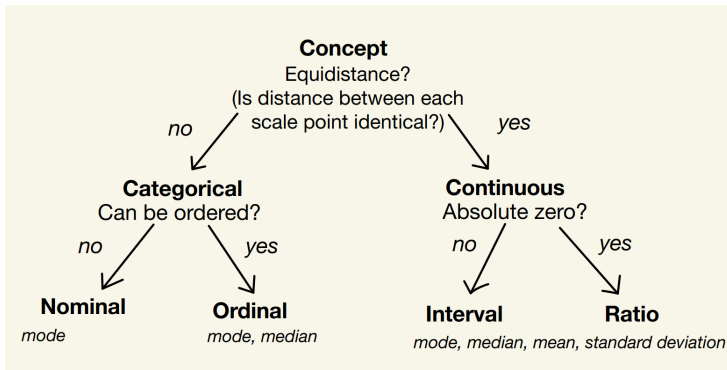 Concept
Equidistance?
(Is distance between each
scale point identical?)
no
yes
Categorical
Can be ordered?
Continuous
Absolute zero?
no
yes
no
yes
Nominal
Ordinal
Interval
Ratio
mode
mode, median
mode, median, mean, standard deviation